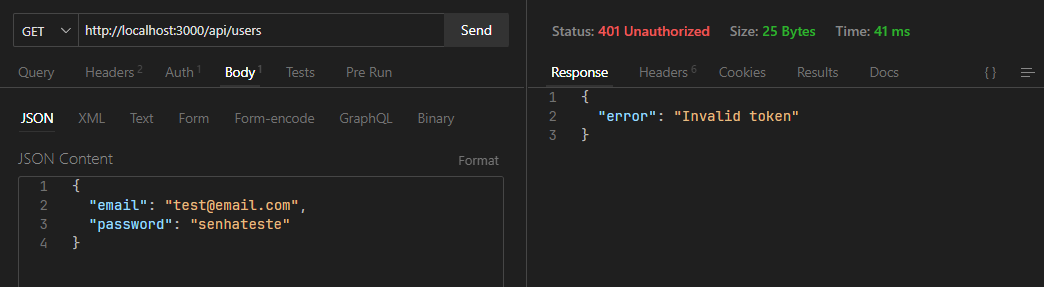 GET http://localhost:3000/api/users Send
Query Headers 2 Auth 1 Body 1 Tests Pre Run
JSON XML Text Form Form-encode GraphQL Binary
JSON Content Format
1 {
2 "email": "test@email.com",
3 "password": "senhateste"
4 }
Status: 401 Unauthorized Size: 25 Bytes Time: 41 ms
Response Headers 6 Cookies Results Docs { }
1 {
2 "error": "Invalid token"
3 }